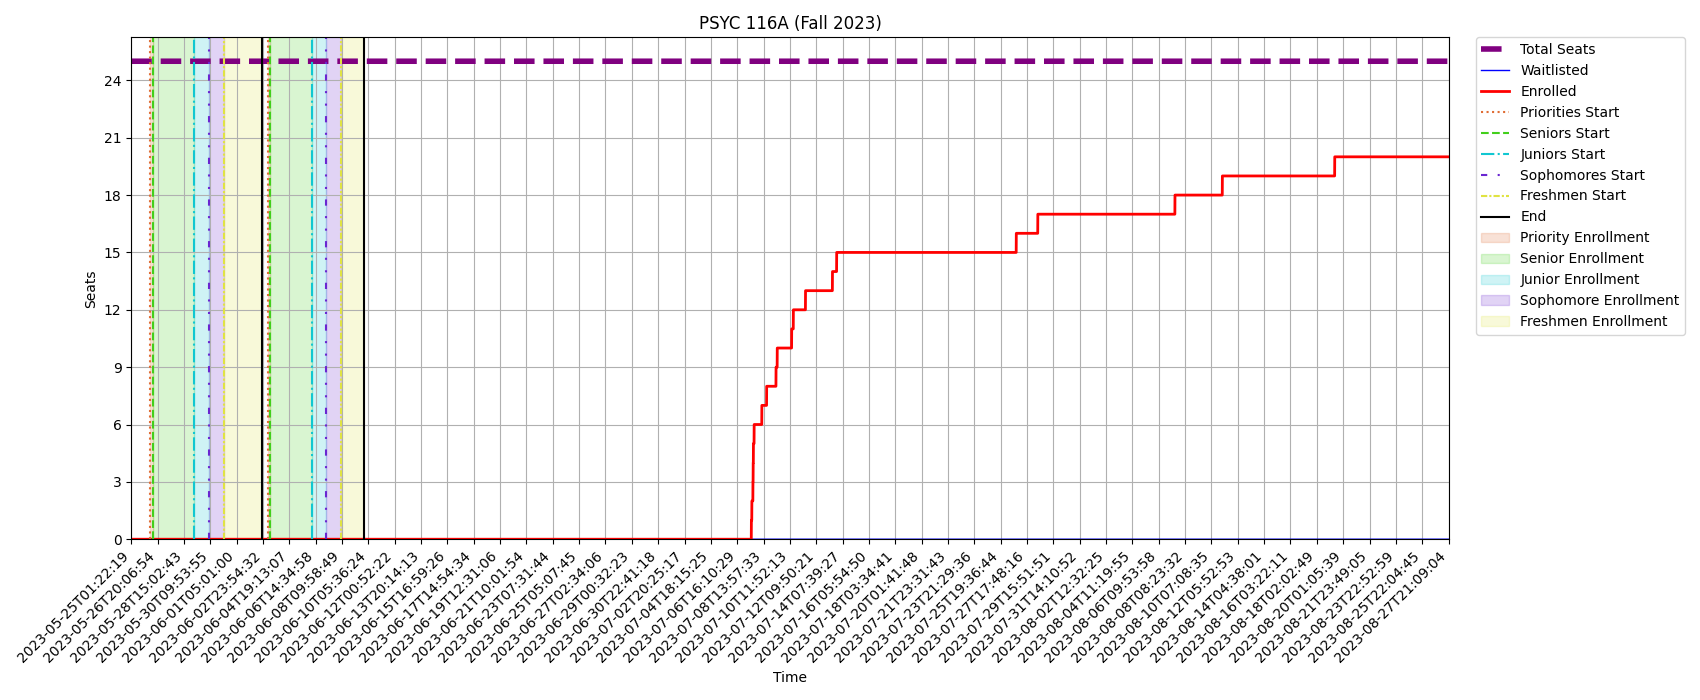 PSYC 116A (Fall 2023)
Seats
24
21
18
15
12
9
6
3
0
2023-05-25T01:22:19
2023-05-26T20:06:54
2023-05-28T15:02:43
2023-05-30T09:53:55
2023-06-01T05:01:00
2023-06-02T23:54:32
2023-06-04T19:13:07
2023-06-06T14:34:58
2023-06-08T09:58:49
2023-06-10T05:36:24
2023-06-12T00:52:22
2023-06-13T20:14:13
2023-06-15T16:59:26
2023-06-17T14:54:34
2023-06-19T12:31:06
2023-06-21T10:01:54
2023-06-23T07:31:44
2023-06-25T05:07:45
2023-06-27T02:34:06
2023-06-29T00:32:23
2023-06-30T22:41:18
2023-07-02T20:25:17
2023-07-04T18:15:25
2023-07-06T16:10:29
2023-07-08T13:57:33
2023-07-10T11:52:13
2023-07-12T09:50:21
2023-07-14T07:39:27
2023-07-16T05:54:50
2023-07-18T03:34:41
2023-07-20T01:41:48
2023-07-21T23:31:43
2023-07-23T21:29:36
2023-07-25T19:36:44
2023-07-27T17:48:16
2023-07-29T15:51:51
2023-07-31T14:10:52
2023-08-02T12:32:25
2023-08-04T11:19:55
2023-08-06T09:53:58
2023-08-08T08:23:32
2023-08-10T07:08:35
2023-08-12T05:52:53
2023-08-14T04:38:01
2023-08-16T03:22:11
2023-08-18T02:02:49
2023-08-20T01:05:39
2023-08-21T23:49:05
2023-08-23T22:52:59
2023-08-25T22:04:45
2023-08-27T21:09:04
Time
Total Seats
Waitlisted
Enrolled
Priorities Start
Seniors Start
Juniors Start
Sophomores Start
Freshmen Start
End
Priority Enrollment
Senior Enrollment
Junior Enrollment
Sophomore Enrollment
Freshmen Enrollment